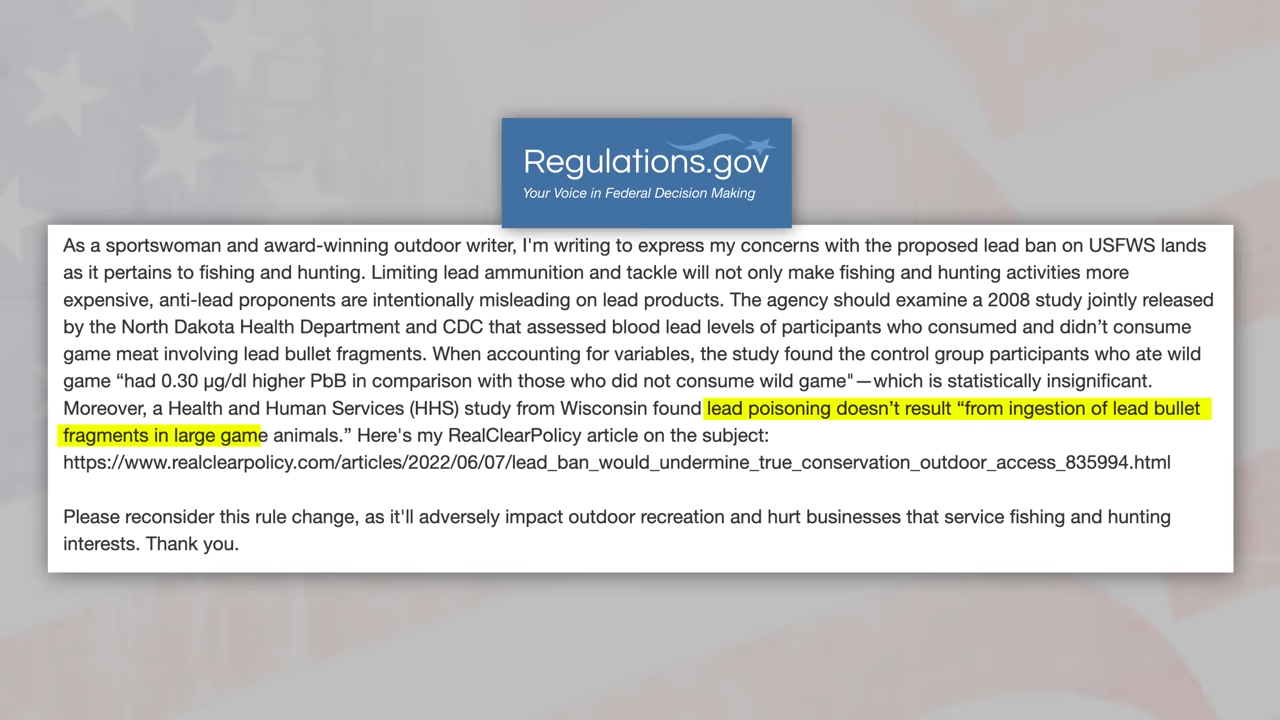 Regulations.gov
Your Voice in Federal Decision Making
As a sportswoman and award-winning outdoor writer, I'm writing to express my concerns with the proposed lead ban on USFWS lands
as it pertains to fishing and hunting. Limiting lead ammunition and tackle will not only make fishing and hunting activities more
expensive, anti-lead proponents are intentionally misleading on lead products. The agency should examine a 2008 study jointly released
by the North Dakota Health Department and CDC that assessed blood lead levels of participants who consumed and didn’t consume
game meat involving lead bullet fragments. When accounting for variables, the study found the control group participants who ate wild
game “had 0.30 μg/dl higher PbB in comparison with those who did not consume wild game"—which is statistically insignificant.
Moreover, a Health and Human Services (HHS) study from Wisconsin found lead poisoning doesn’t result “from ingestion of lead bullet
fragments in large game animals.” Here's my RealClearPolicy article on the subject:
https://www.realclearpolicy.com/articles/2022/06/07/lead_ban_would_undermine_true_conservation_outdoor_access_835994.html
Please reconsider this rule change, as it'll adversely impact outdoor recreation and hurt businesses that service fishing and hunting
interests. Thank you.